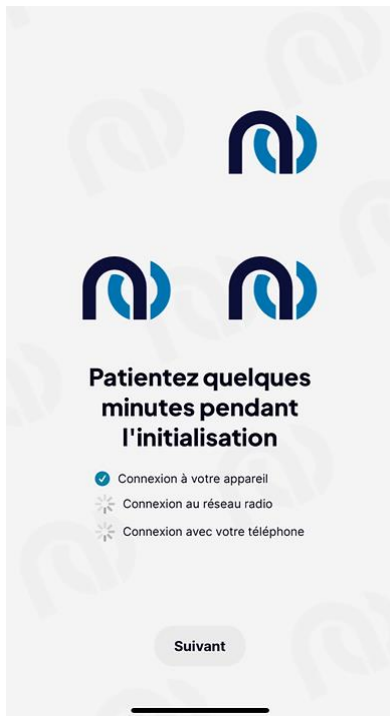 Patientez quelques
minutes pendant
l'initialisation
Connexion à votre appareil
Connexion au réseau radio
Connexion avec votre téléphone
Suivant